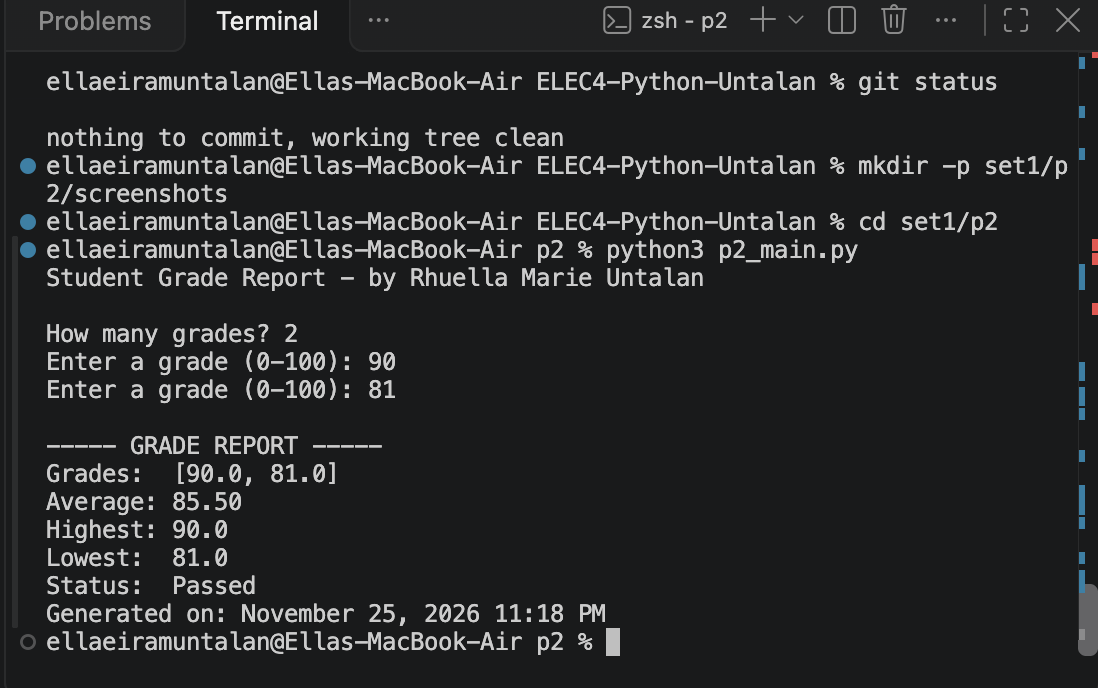 Problems Terminal ··· zsh - p2 ···
ellaeiramuntalan@Ellas-MacBook-Air ELEC4-Python-Untalan % git status
nothing to commit, working tree clean
ellaeiramuntalan@Ellas-MacBook-Air ELEC4-Python-Untalan % mkdir -p set1/p
2/screenshots
ellaeiramuntalan@Ellas-MacBook-Air ELEC4-Python-Untalan % cd set1/p2
ellaeiramuntalan@Ellas-MacBook-Air p2 % python3 p2_main.py
Student Grade Report - by Rhuella Marie Untalan
How many grades? 2
Enter a grade (0-100): 90
Enter a grade (0-100): 81
----- GRADE REPORT -----
Grades:  [90.0, 81.0]
Average: 85.50
Highest: 90.0
Lowest:  81.0
Status:  Passed
Generated on: November 25, 2026 11:18 PM
ellaeiramuntalan@Ellas-MacBook-Air p2 %